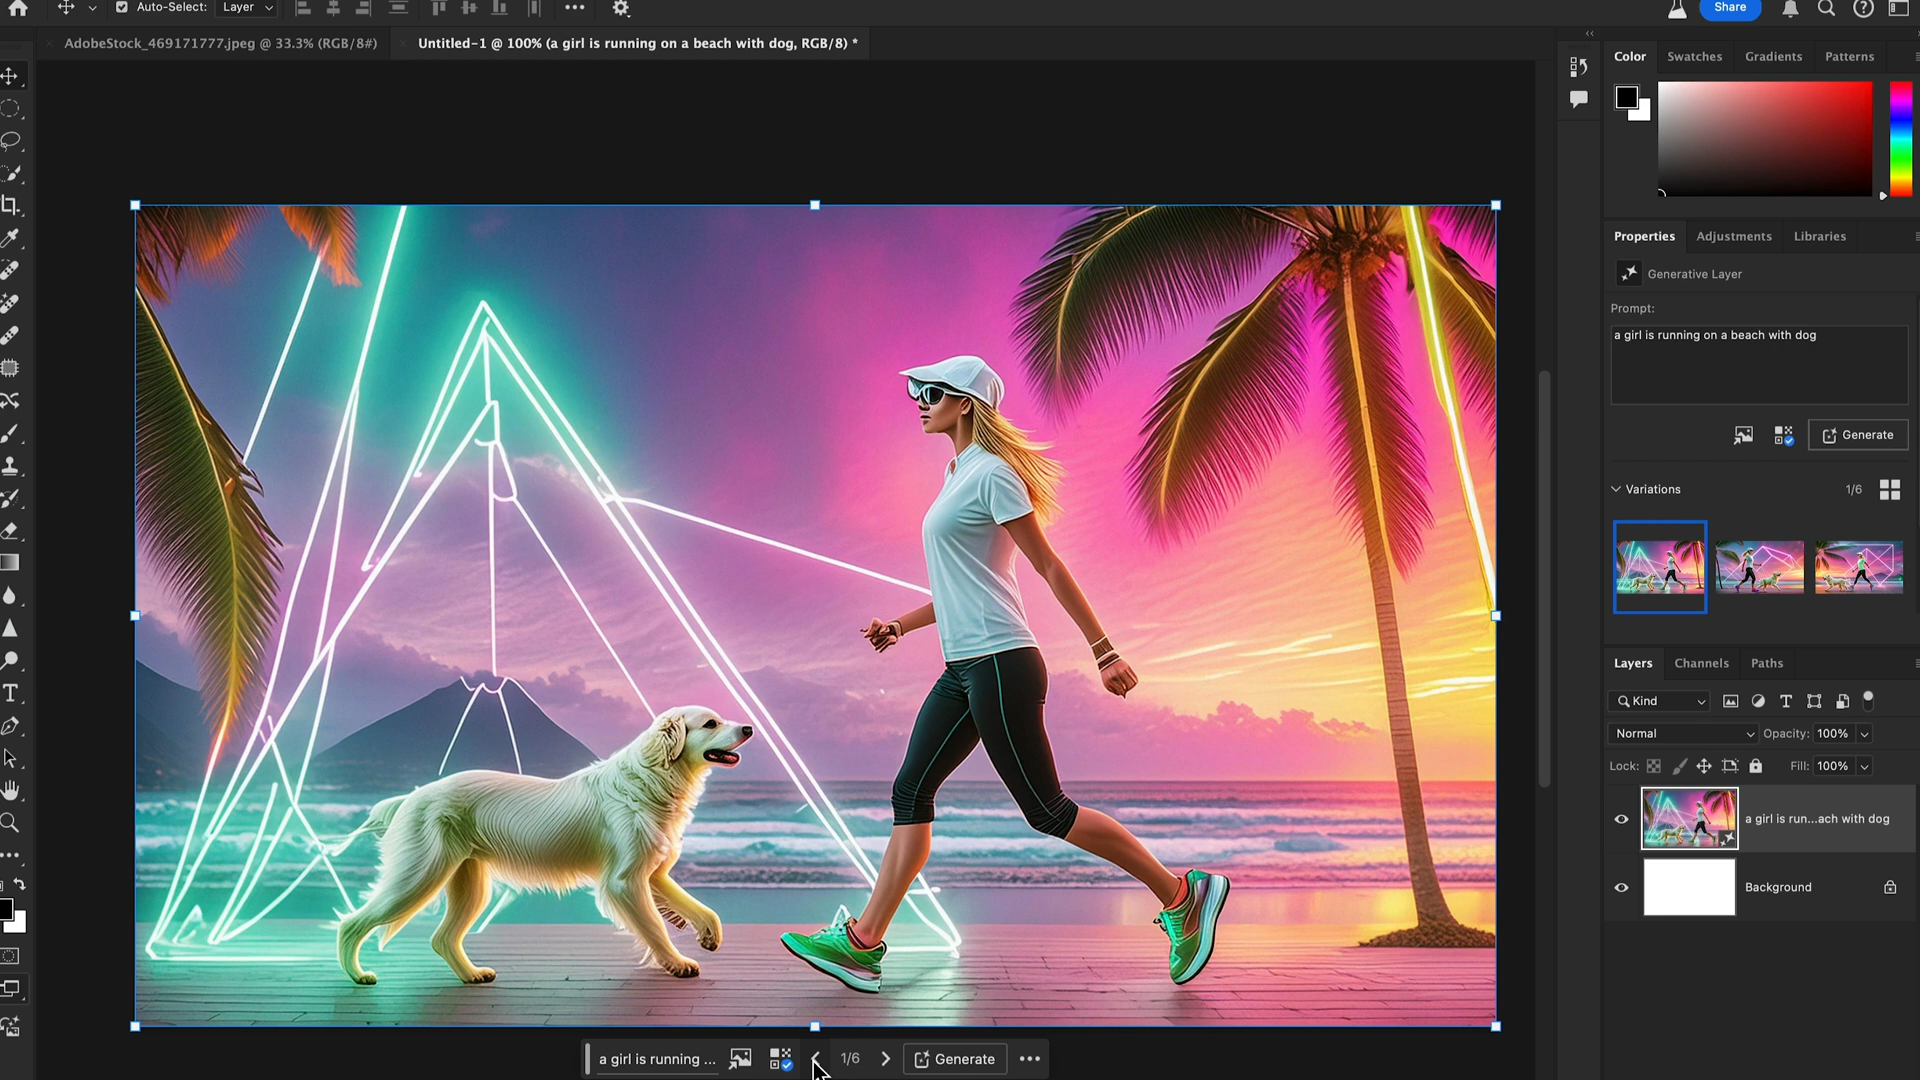 Auto-Select: Layer Share
AdobeStock_469171777.jpeg @ 33.3% (RGB/8#) Untitled-1 @ 100% (a girl is running on a beach with dog, RGB/8) *
Color Swatches Gradients Patterns
Properties Adjustments Libraries
Generative Layer
Prompt:
a girl is running on a beach with dog
Generate
Variations 1/6
Layers Channels Paths
Kind
Normal Opacity: 100%
Lock: Fill: 100%
a girl is run...ach with dog
Background
a girl is running ... 1/6 Generate